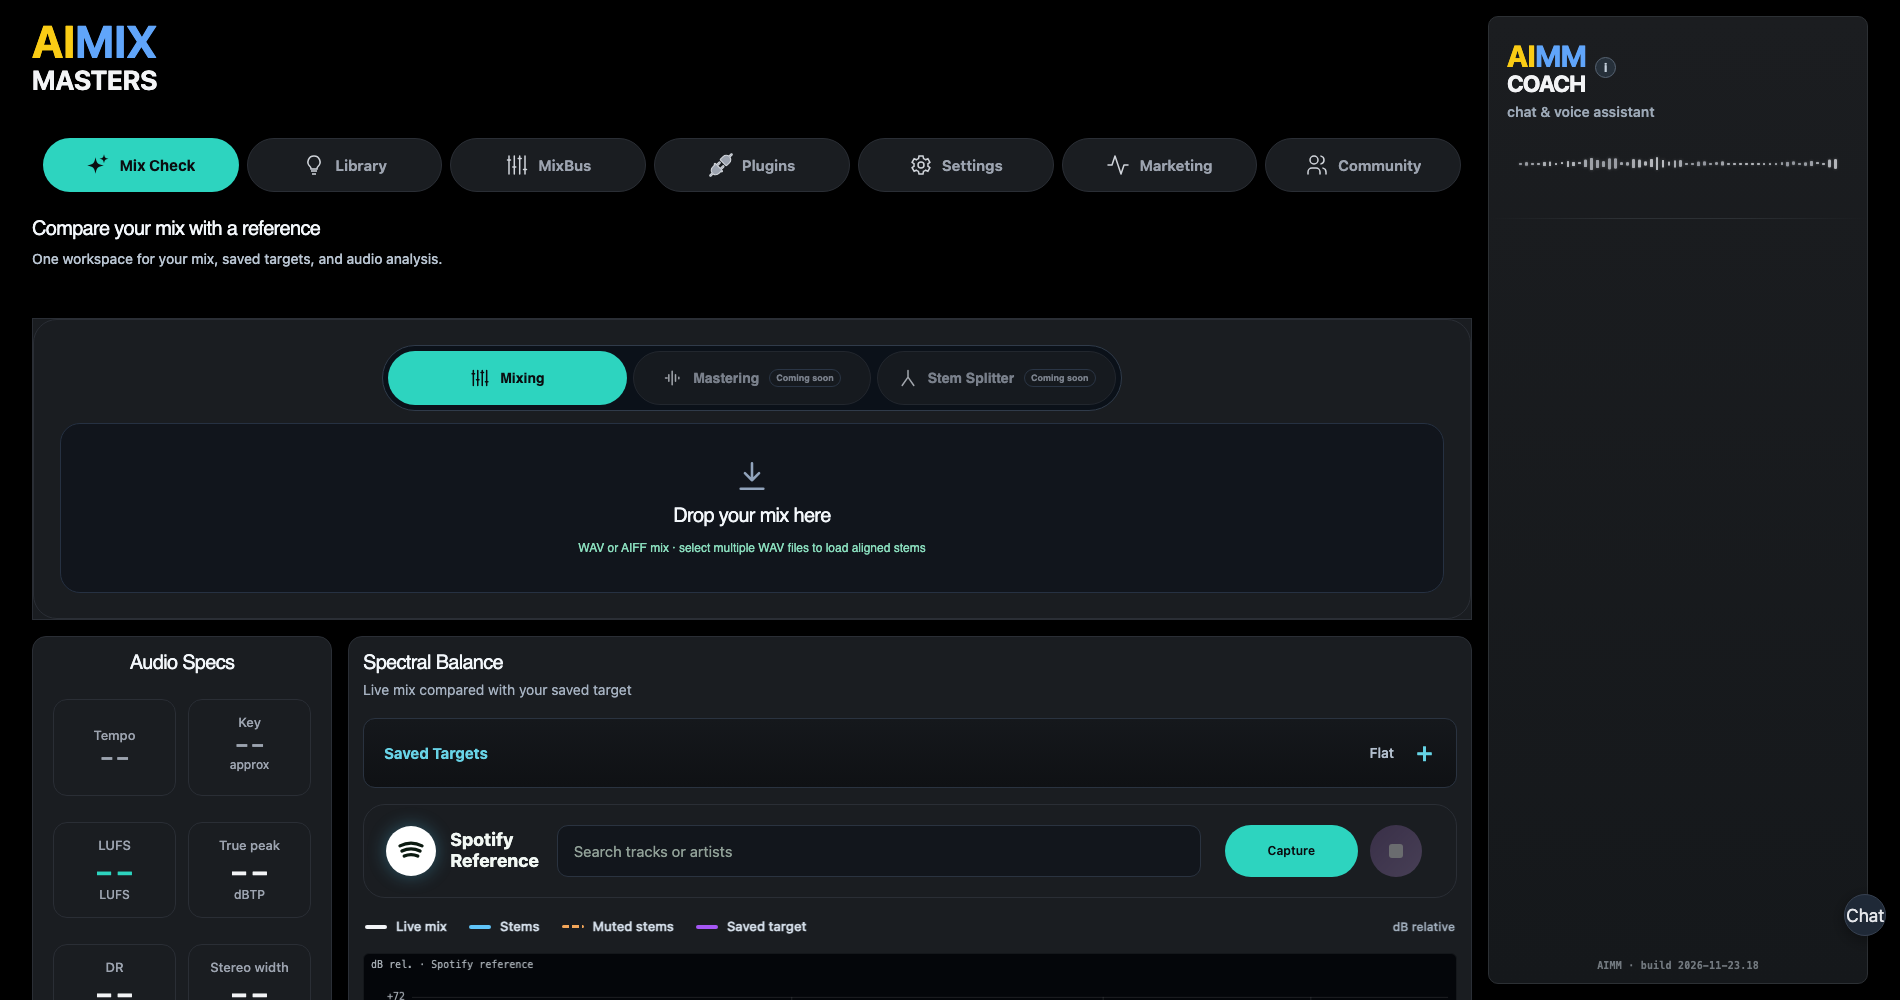 AIMIX
MASTERS
Mix Check
Library
MixBus
Plugins
Settings
Marketing
Community
Compare your mix with a reference
One workspace for your mix, saved targets, and audio analysis.
Mixing
Mastering Coming soon
Stem Splitter Coming soon
Drop your mix here
WAV or AIFF mix · select multiple WAV files to load aligned stems
Audio Specs
Tempo
--
Key
--
approx
LUFS
--
LUFS
True peak
--
dBTP
DR
--
Stereo width
--
Spectral Balance
Live mix compared with your saved target
Saved Targets
Flat +
Spotify
Reference
Search tracks or artists
Capture
Live mix
Stems
Muted stems
Saved target
dB relative
dB rel. · Spotify reference
+72
AIMM
COACH
i
chat & voice assistant
Chat
AIMM · build 2026-11-23.18